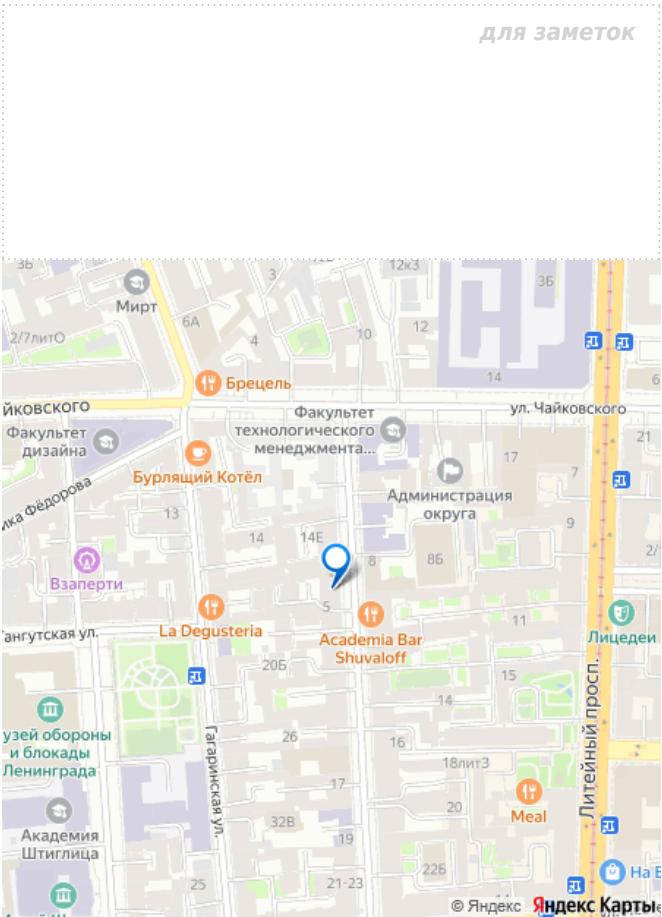 для заметок
3Б
12к3
3
3Б
Мирт
6А
2/7литО
4
10
12
14
Брецель
6
йковского
ул. Чайковского
Факультет
технологического
менеджмента...
Факультет
дизайна
21
17
7
Бурлящий Котёл
Администрация
округа
ика Фёдорова
13
9
14
14Е
8
8Б
2/
Взаперти
5
La Degusteria
Academia Bar
Shuvaloff
11
Лицедеи
ангутская ул.
20Б
15
14
узей обороны
и блокады
Ленинграда
Гагаринская ул.
26
16
18лит3
Литейный просп.
17
20
Meal
32В
19
Академия
Штиглица
22Б
25
21-23
На В
© Яндекс
Яндекс Карты